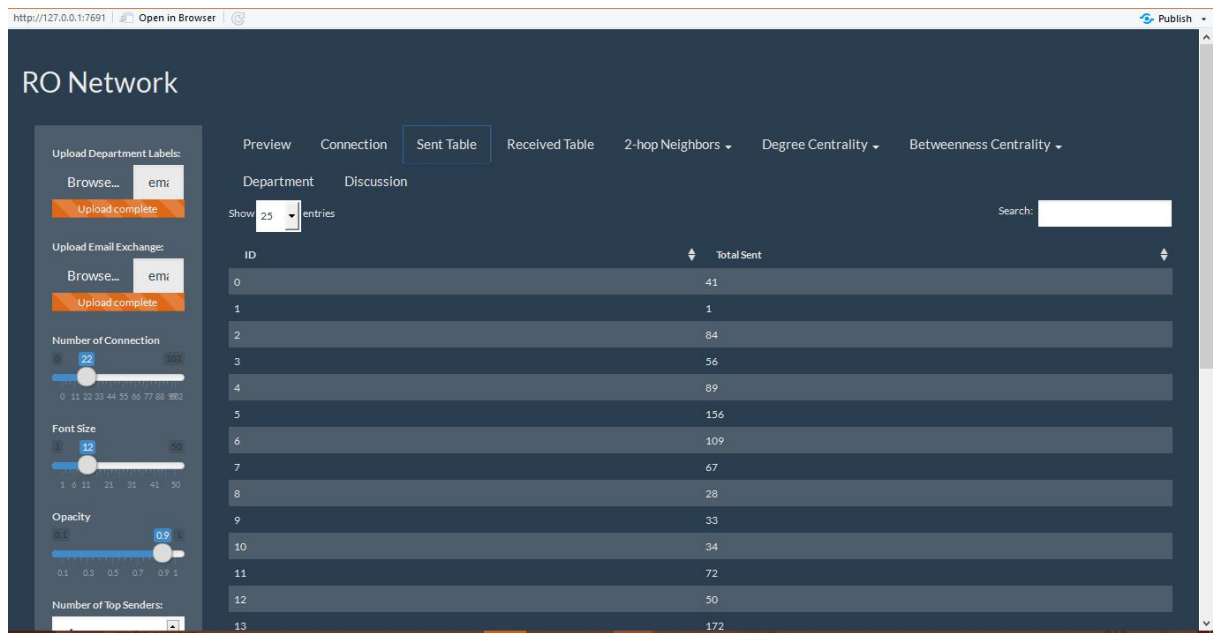 http://127.0.0.1:7691 Open in Browser Publish
RO Network
Upload Department Labels:
Browse... ema
Upload complete
Upload Email Exchange:
Browse... ema
Upload complete
Number of Connection
0 22 102
0 11 22 33 44 55 66 77 88
Font Size
1 12 50
1 6 11 21 31 41 50
Opacity
0.1 0.9 1
0.1 0.3 0.5 0.7 0.9 1
Number of Top Senders:
Preview Connection Sent Table Received Table 2-hop Neighbors Degree Centrality Betweenness Centrality
Department Discussion
Show 25 entries Search:
ID Total Sent
0 41
1 1
2 84
3 56
4 89
5 156
6 109
7 67
8 28
9 33
10 34
11 72
12 50
13 172